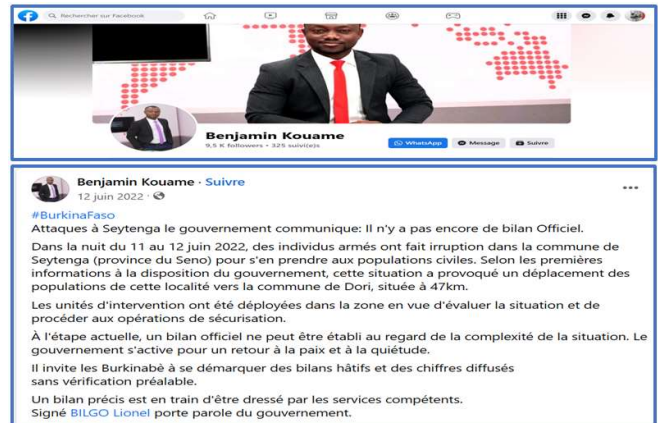 Rechercher sur Facebook
Benjamin Kouame
9,5 K followers • 325 suivi(e)s
WhatsApp
Message
Suivre
Benjamin Kouame · Suivre
12 juin 2022 ·
#BurkinaFaso
Attaques à Seytenga le gouvernement communique: Il n'y a pas encore de bilan Officiel.
Dans la nuit du 11 au 12 juin 2022, des individus armés ont fait irruption dans la commune de
Seytenga (province du Seno) pour s'en prendre aux populations civiles. Selon les premières
informations à la disposition du gouvernement, cette situation a provoqué un déplacement des
populations de cette localité vers la commune de Dori, située à 47km.
Les unités d'intervention ont été déployées dans la zone en vue d'évaluer la situation et de
procéder aux opérations de sécurisation.
À l'étape actuelle, un bilan officiel ne peut être établi au regard de la complexité de la situation. Le
gouvernement s'active pour un retour à la paix et à la quiétude.
Il invite les Burkinabè à se démarquer des bilans hâtifs et des chiffres diffusés
sans vérification préalable.
Un bilan précis est en train d'être dressé par les services compétents.
Signé BILGO Lionel porte parole du gouvernement.